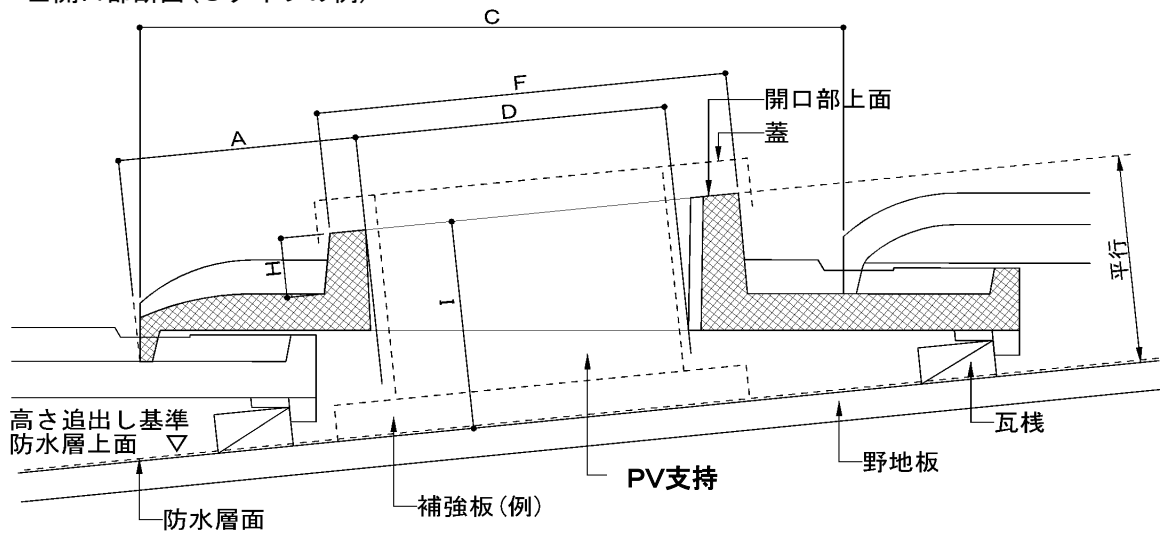 C
F
D
A
開口部上面
蓋
H
I
平行
高さ追出し基準
防水層上面 ▽
瓦桟
野地板
PV支持
補強板(例)
防水層面